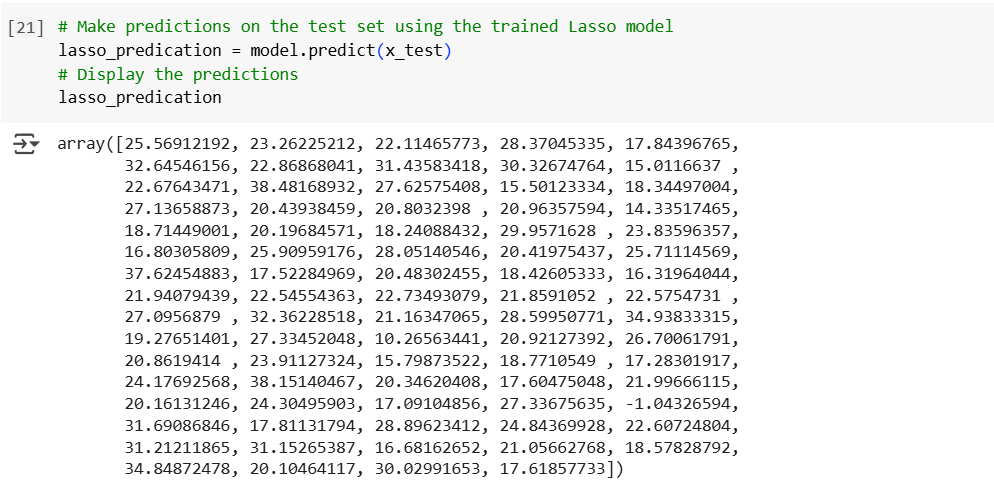 [21] # Make predictions on the test set using the trained Lasso model
lasso_predication = model.predict(x_test)
# Display the predictions
lasso_predication
array([25.56912192, 23.26225212, 22.11465773, 28.37045335, 17.84396765,
32.64546156, 22.86868041, 31.43583418, 30.32674764, 15.0116637 ,
22.67643471, 38.48168932, 27.62575408, 15.50123334, 18.34497004,
27.13658873, 20.43938459, 20.8032398 , 20.96357594, 14.33517465,
18.71449001, 20.19684571, 18.24088432, 29.9571628 , 23.83596357,
16.80305809, 25.90959176, 28.05140546, 20.41975437, 25.71114569,
37.62454883, 17.52284969, 20.48302455, 18.42605333, 16.31964044,
21.94079439, 22.54554363, 22.73493079, 21.8591052 , 22.5754731 ,
27.0956879 , 32.36228518, 21.16347065, 28.59950771, 34.93833315,
19.27651401, 27.33452048, 10.26563441, 20.92127392, 26.70061791,
20.8619414 , 23.91127324, 15.79873522, 18.7710549 , 17.28301917,
24.17692568, 38.15140467, 20.34620408, 17.60475048, 21.99666115,
20.16131246, 24.30495903, 17.09104856, 27.33675635, -1.04326594,
31.69086846, 17.81131794, 28.89623412, 24.84369928, 22.60724804,
31.21211865, 31.15265387, 16.68162652, 21.05662768, 18.57828792,
34.84872478, 20.10464117, 30.02991653, 17.61857733])